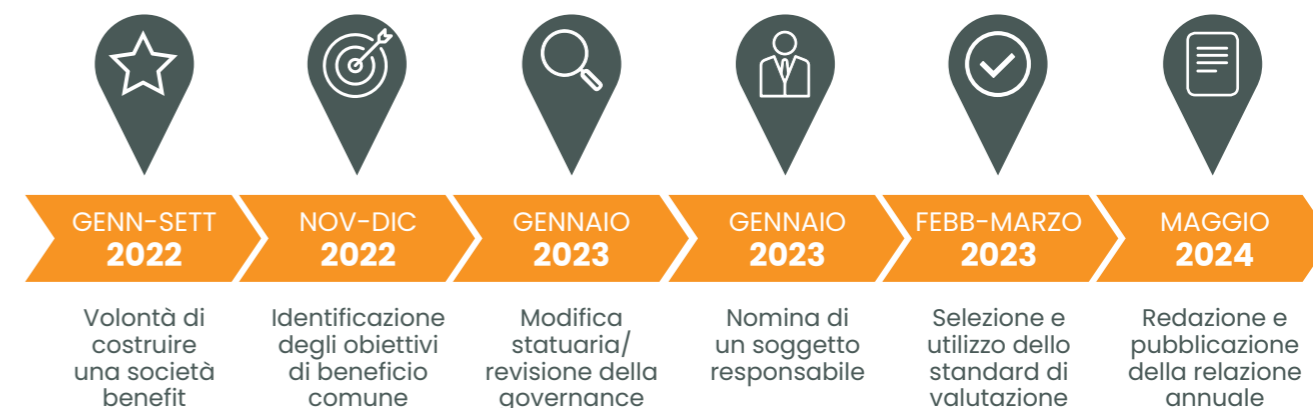 GENN-SETT
2022
Volontà di
costruire
una società
benefit
NOV-DIC
2022
Identificazione
degli obiettivi
di beneficio
comune
GENNAIO
2023
Modifica
statuaria/
revisione della
governance
GENNAIO
2023
Nomina di
un soggetto
responsabile
FEBB-MARZO
2023
Selezione e
utilizzo dello
standard di
valutazione
MAGGIO
2024
Redazione e
pubblicazione
della relazione
annuale